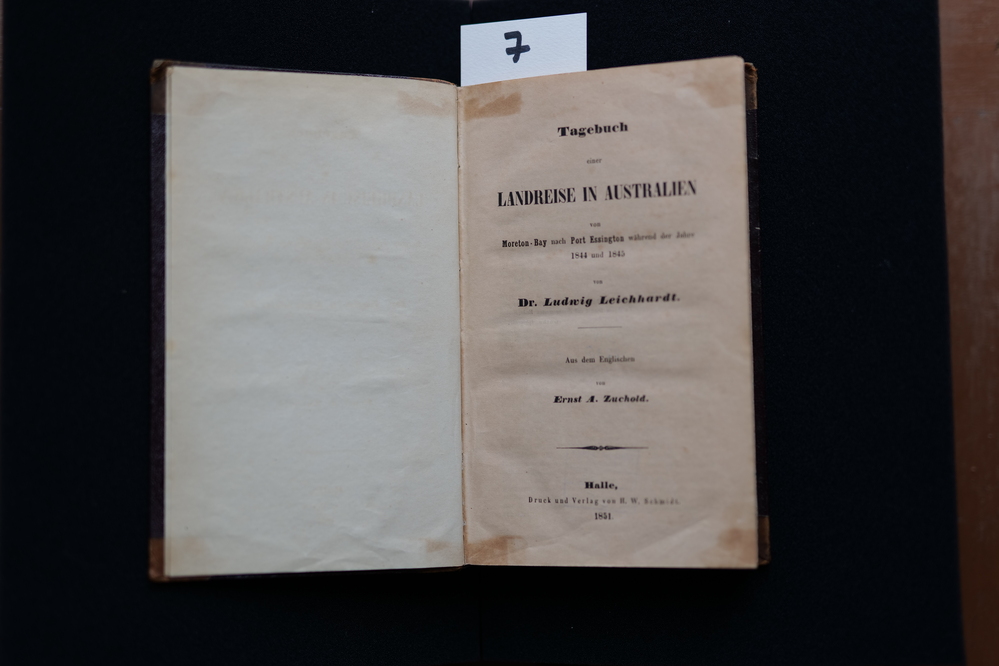 7
Tagebuch
einer
LANDREISE IN AUSTRALIEN
von
Moreton-Bay nach Port Essington während der Jahre
1844 und 1845
von
Dr. Ludwig Leichhardt.
Aus dem Englischen
von
Ernst A. Zuchold.
Halle,
Druck und Verlag von H. W. Schmidt.
1851.